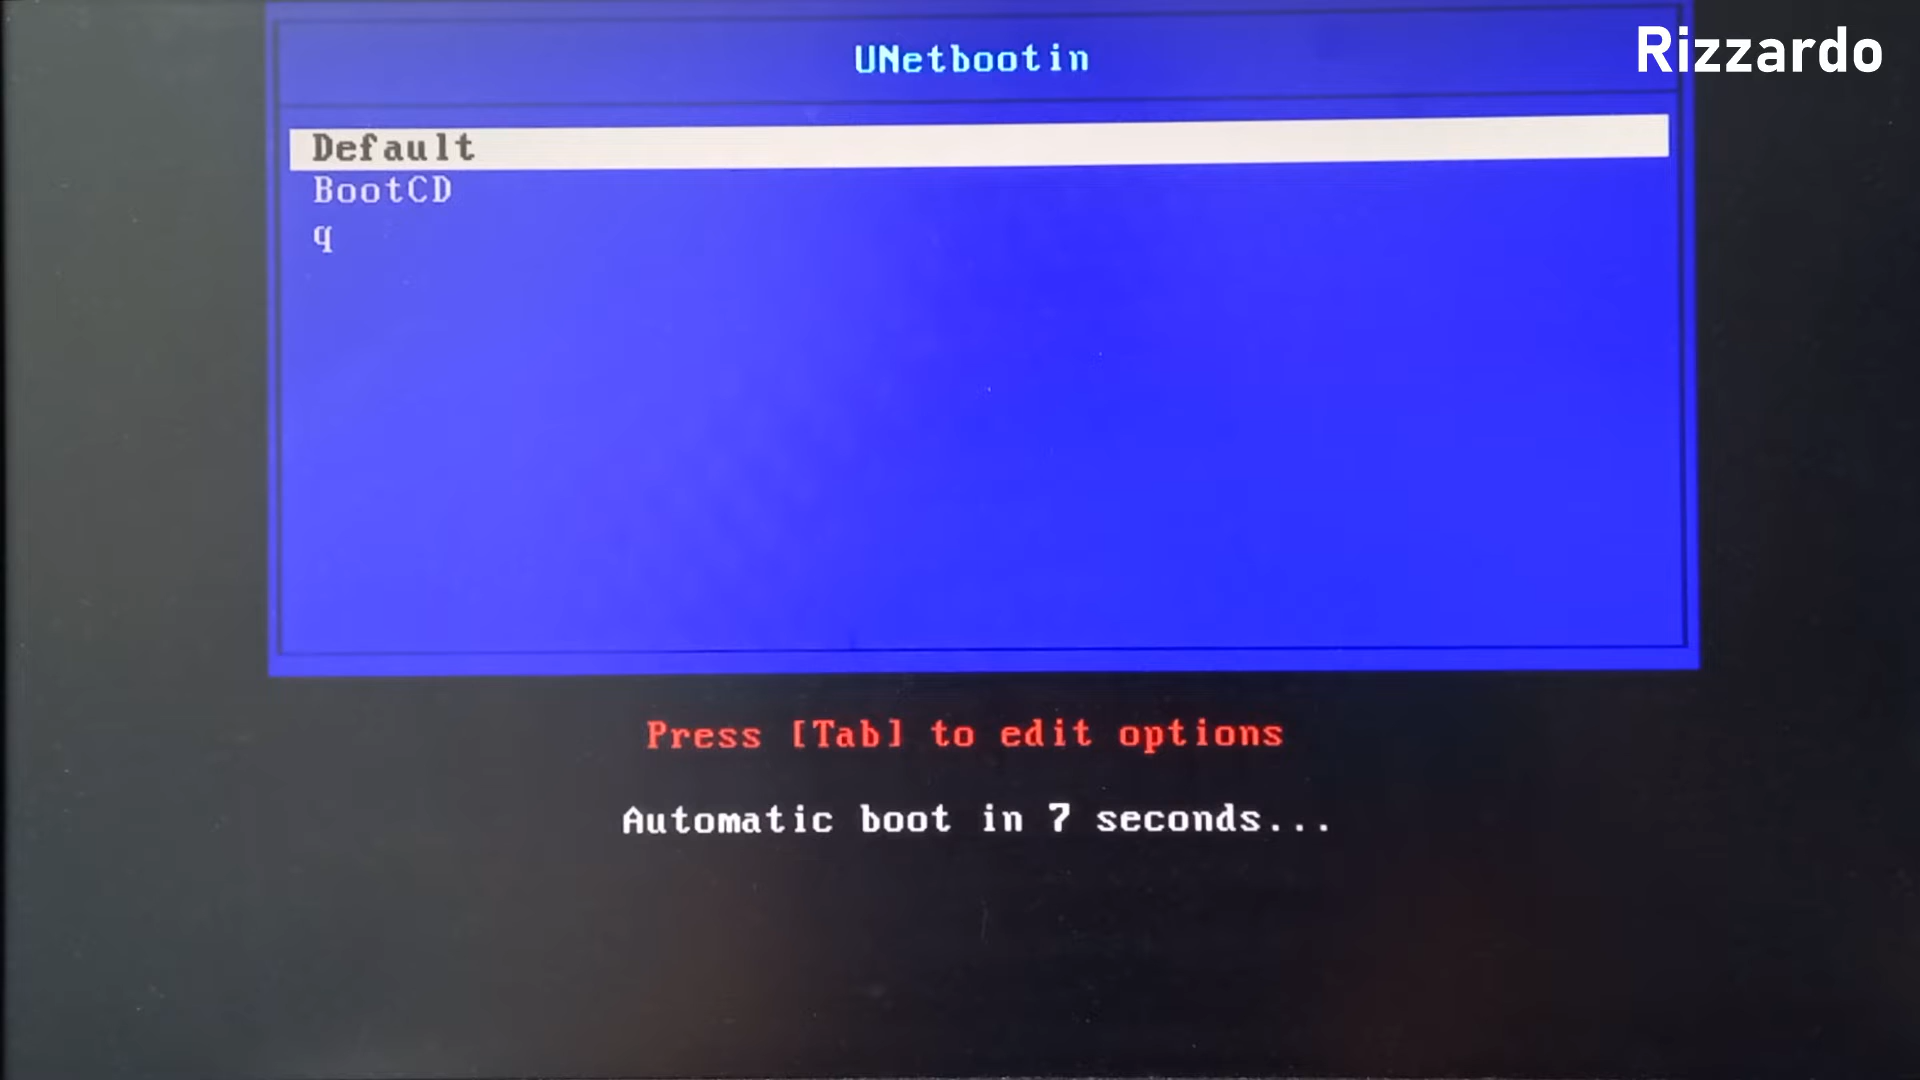 UNetbootin
Rizzardo
Default
BootCD
q
Press [Tab] to edit options
Automatic boot in 7 seconds...